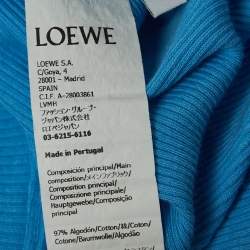 LOEWE
LOEWE S.A.
C/Goya, 4
28001 - Madrid
SPAIN
C.I.F. A-28003861
LVMH
ファッション・グループ・
ジャパン株式会社
ロエベジャパン
03-6215-6116
Made in Portugal
Composición principal/Main
composition/メインファブリック/
Composition principal/
Composição principal/
Hauptgewebe/Composición
principal
97% Algodón/Cotton/綿/Coton/
Cotone/Baumwolle/Algodão